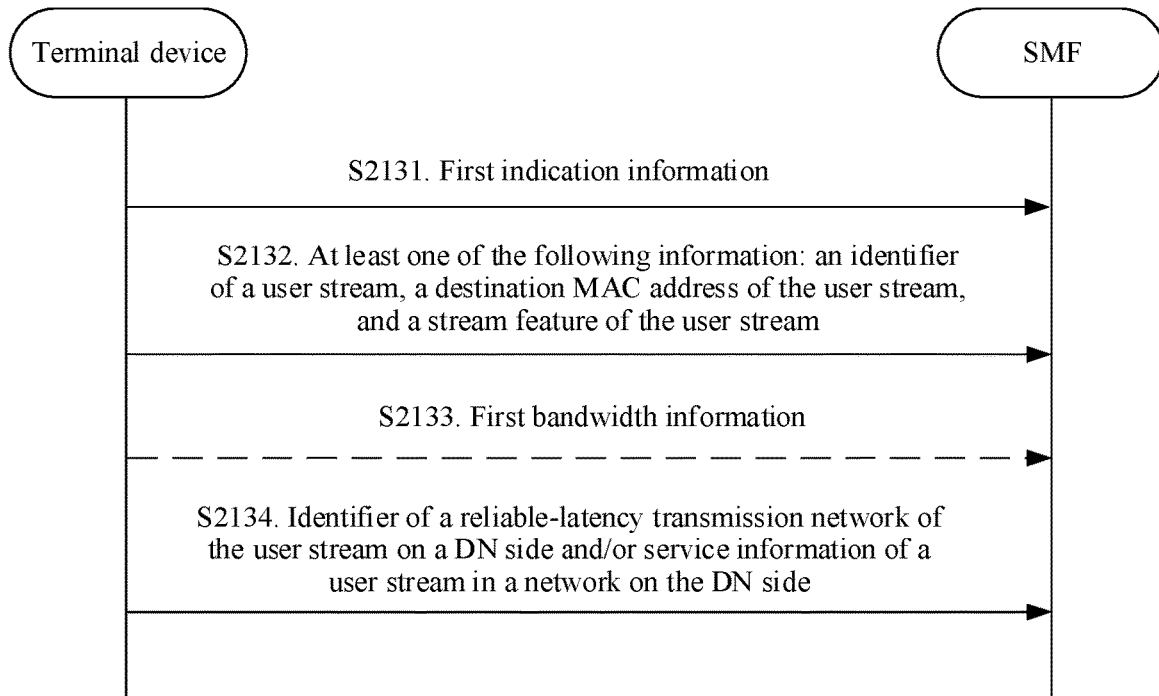 Terminal device
SMF
S2131. First indication information
S2132. At least one of the following information: an identifier
of a user stream, a destination MAC address of the user stream,
and a stream feature of the user stream
S2133. First bandwidth information
S2134. Identifier of a reliable-latency transmission network of
the user stream on a DN side and/or service information of a
user stream in a network on the DN side